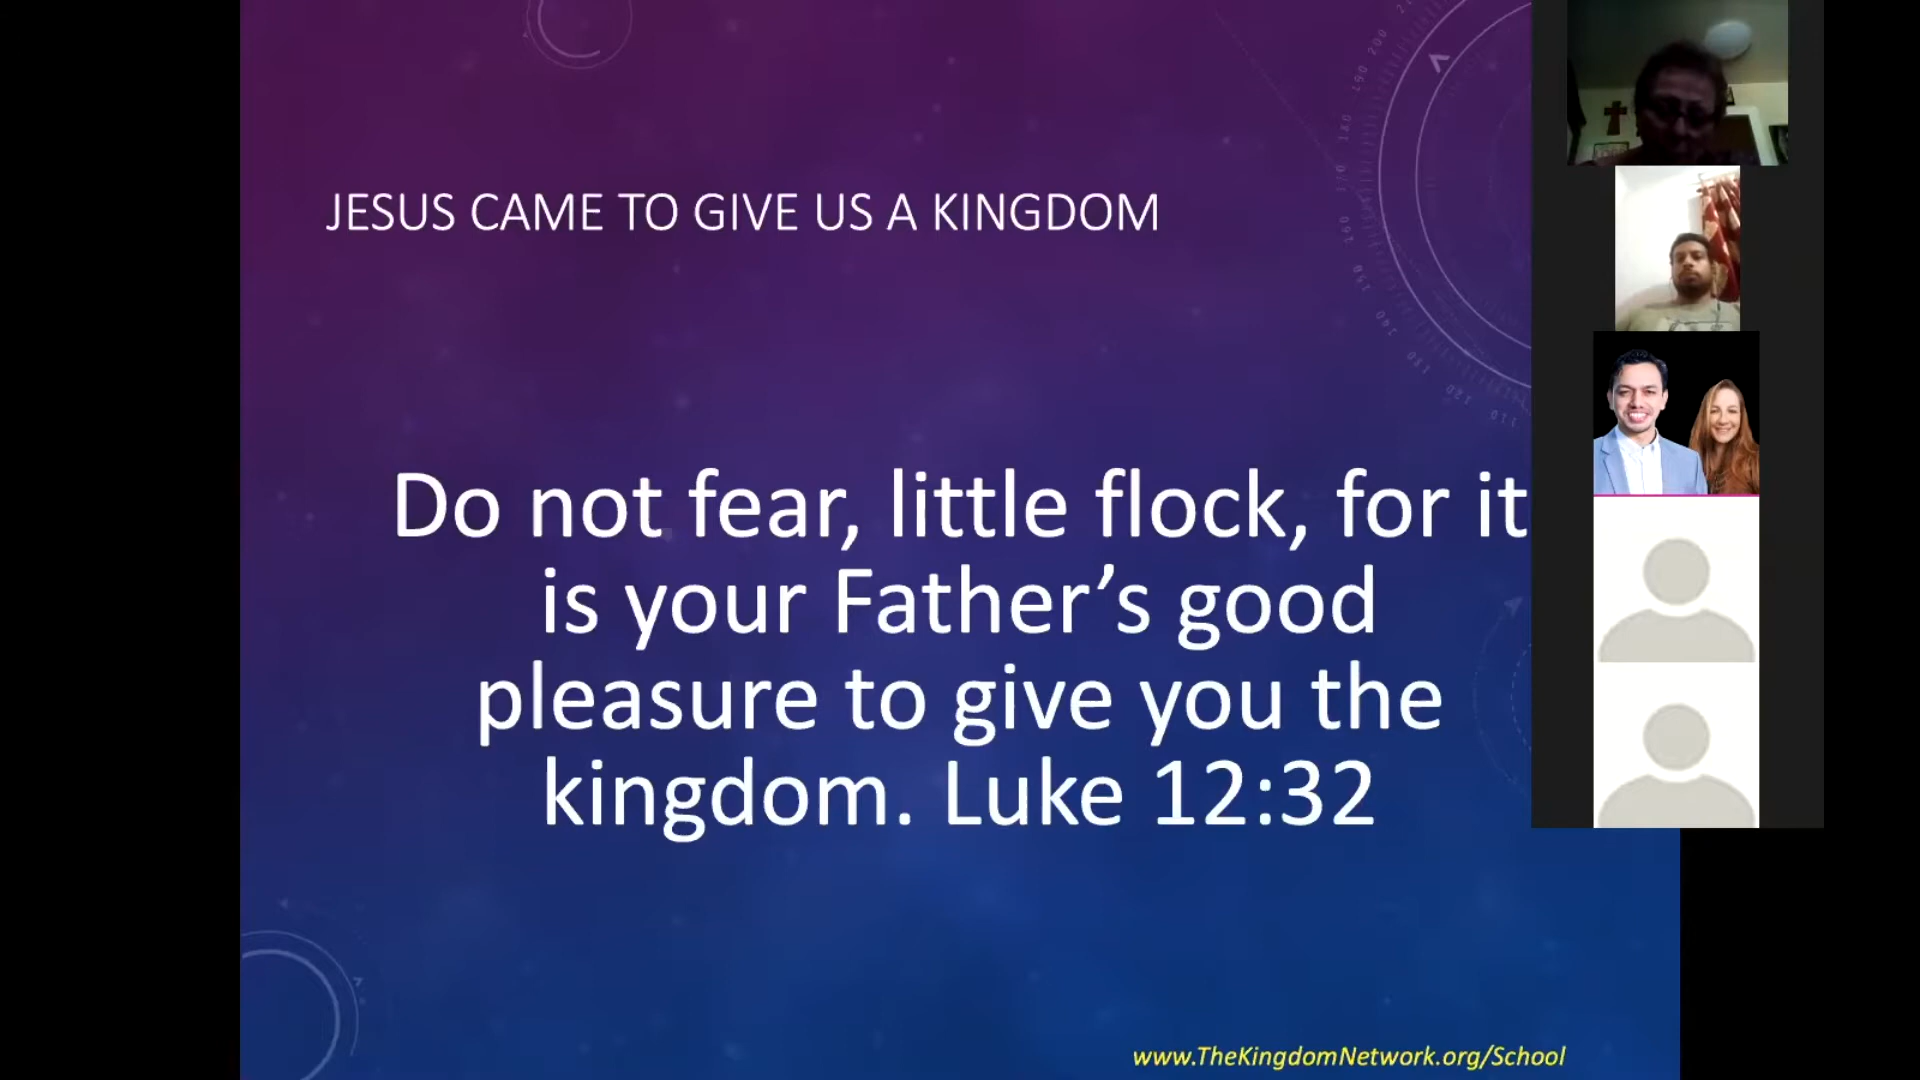 JESUS CAME TO GIVE US A KINGDOM
Do not fear, little flock, for it
is your Father’s good
pleasure to give you the
kingdom. Luke 12:32
www.TheKingdomNetwork.org/School